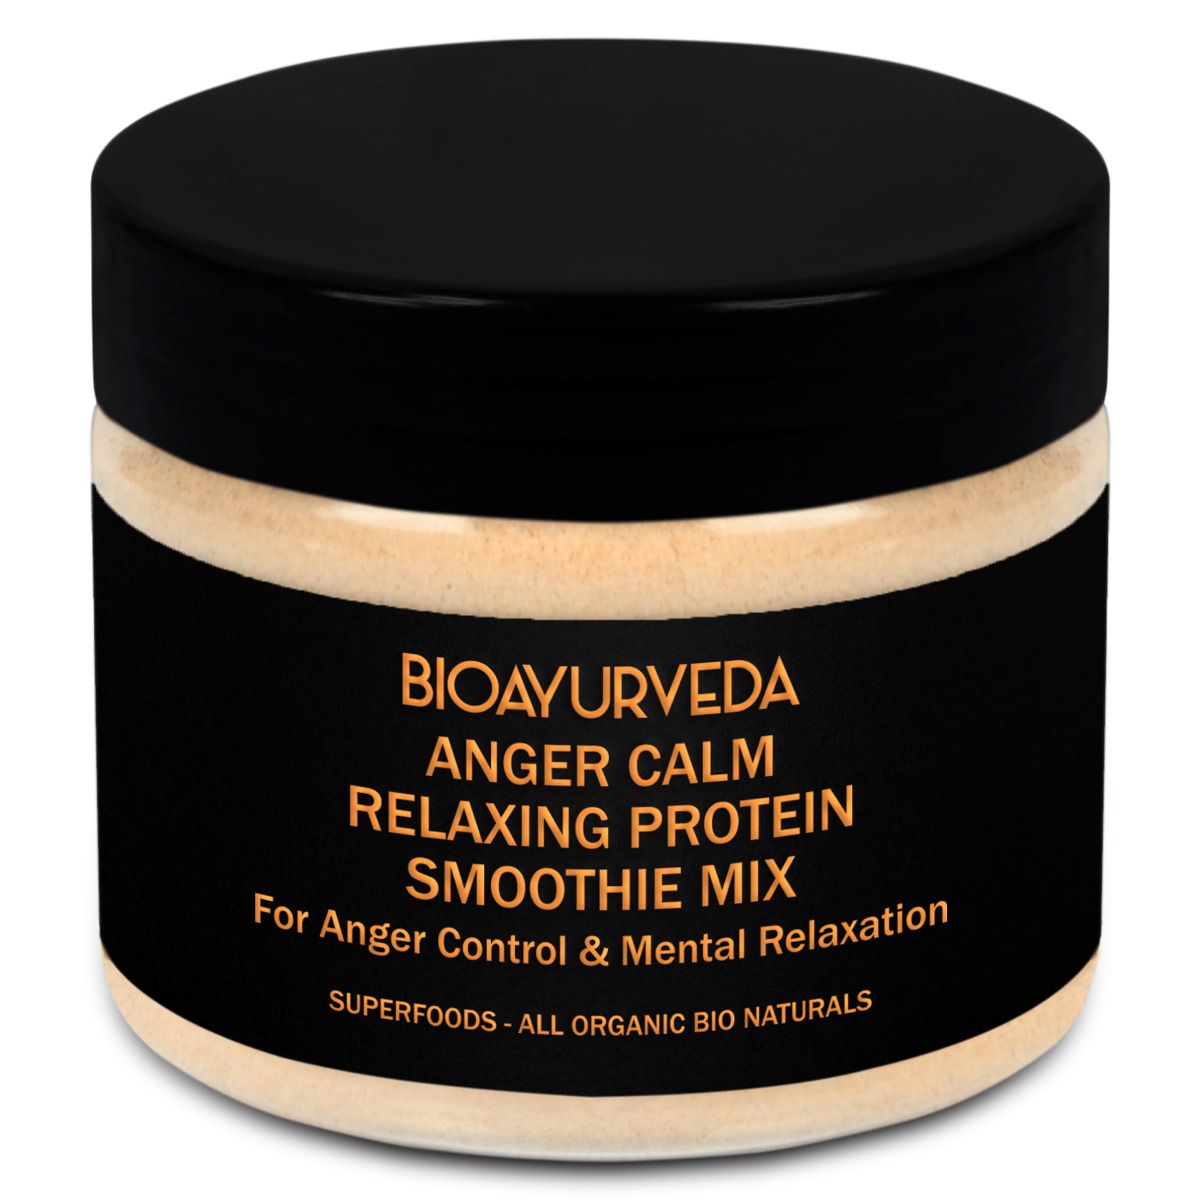 BIOAYURVEDA
ANGER CALM
RELAXING PROTEIN
SMOOTHIE MIX
For Anger Control & Mental Relaxation
SUPERFOODS - ALL ORGANIC BIO NATURALS